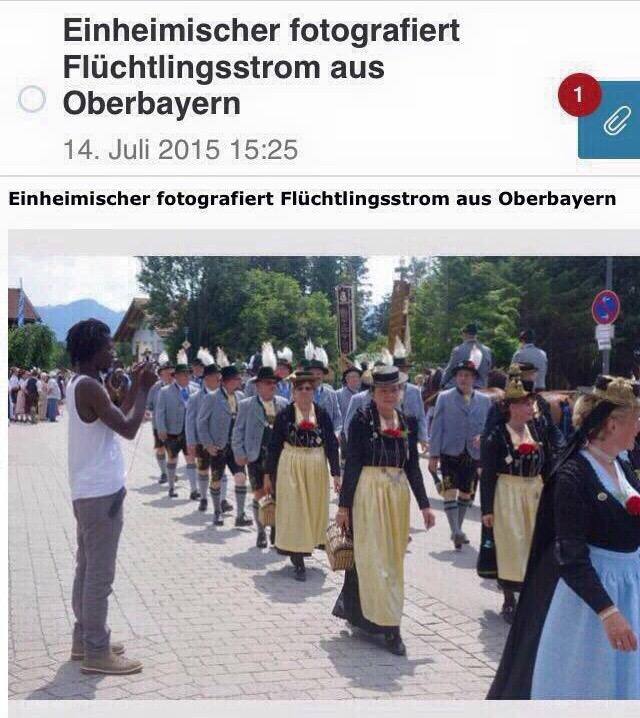 Einheimischer fotografiert
Flüchtlingsstrom aus
Oberbayern
1
14. Juli 2015 15:25
Einheimischer fotografiert Flüchtlingsstrom aus Oberbayern